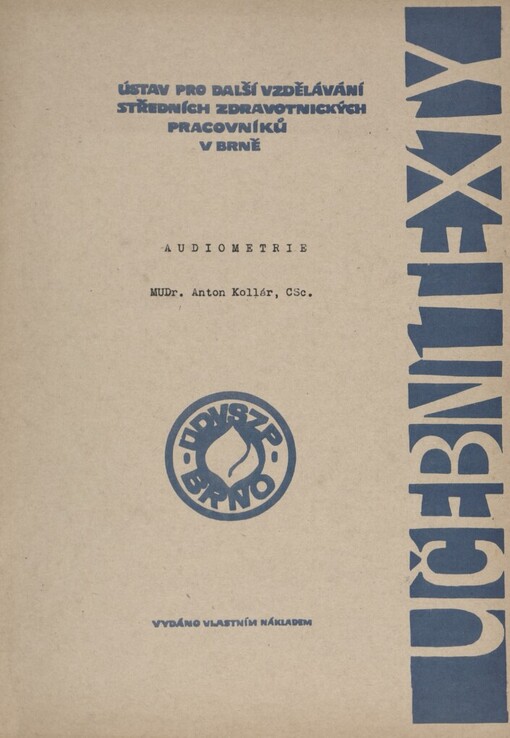 ÚSTAV PRO DALŠÍ VZDĚLÁVÁNÍ
STŘEDNÍCH ZDRAVOTNICKÝCH
PRACOVNÍKŮ
V BRNĚ
AUDIOMETRIE
MUDr. Anton Kollár, CSc.
ÚDVSZP
BRNO
VYDÁNO VLASTNÍM NÁKLADEM
UČEBNÍ TEXTY